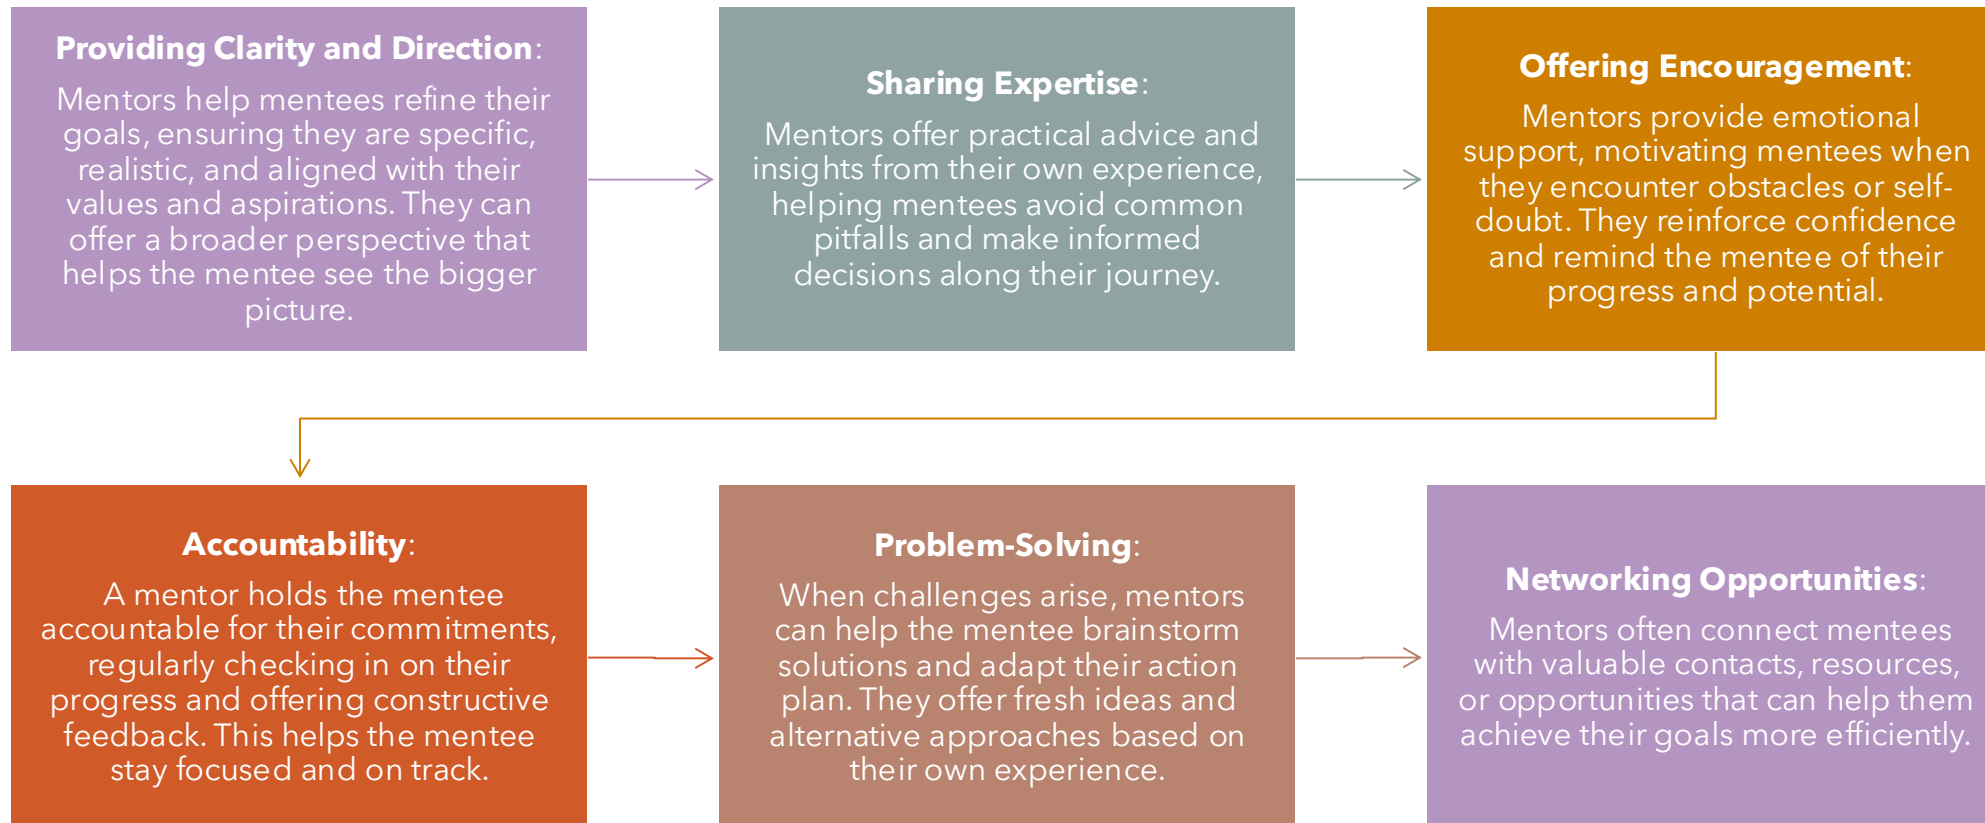 Providing Clarity and Direction:
Mentors help mentees refine their
goals, ensuring they are specific,
realistic, and aligned with their
values and aspirations. They can
offer a broader perspective that
helps the mentee see the bigger
picture.
Sharing Expertise:
Mentors offer practical advice and
insights from their own experience,
helping mentees avoid common
pitfalls and make informed
decisions along their journey.
Offering Encouragement:
Mentors provide emotional
support, motivating mentees when
they encounter obstacles or self-
doubt. They reinforce confidence
and remind the mentee of their
progress and potential.
Accountability:
A mentor holds the mentee
accountable for their commitments,
regularly checking in on their
progress and offering constructive
feedback. This helps the mentee
stay focused and on track.
Problem-Solving:
When challenges arise, mentors
can help the mentee brainstorm
solutions and adapt their action
plan. They offer fresh ideas and
alternative approaches based on
their own experience.
Networking Opportunities:
Mentors often connect mentees
with valuable contacts, resources,
or opportunities that can help them
achieve their goals more efficiently.